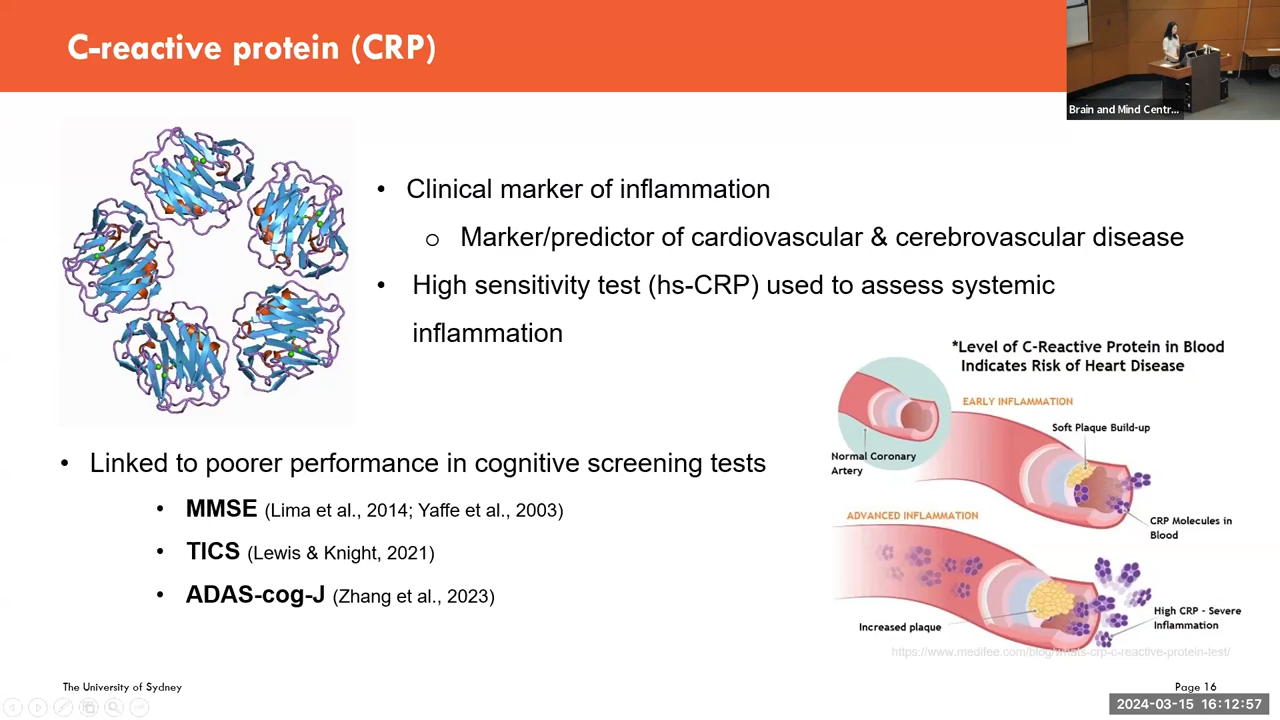 C-reactive protein (CRP)
Brain and Mind Centr...
• Clinical marker of inflammation
o Marker/predictor of cardiovascular & cerebrovascular disease
• High sensitivity test (hs-CRP) used to assess systemic
inflammation
*Level of C-Reactive Protein in Blood
Indicates Risk of Heart Disease
EARLY INFLAMMATION
Soft Plaque Build-up
Normal Coronary
Artery
CRP Molecules in
Blood
ADVANCED INFLAMMATION
Increased plaque
High CRP - Severe
Inflammation
https://www.medifee.com/blog/whats-crp-c-reactive-protein-test/
• Linked to poorer performance in cognitive screening tests
• MMSE (Lima et al., 2014; Yaffe et al., 2003)
• TICS (Lewis & Knight, 2021)
• ADAS-cog-J (Zhang et al., 2023)
The University of Sydney
Page 16
2024-03-15 16:12:57